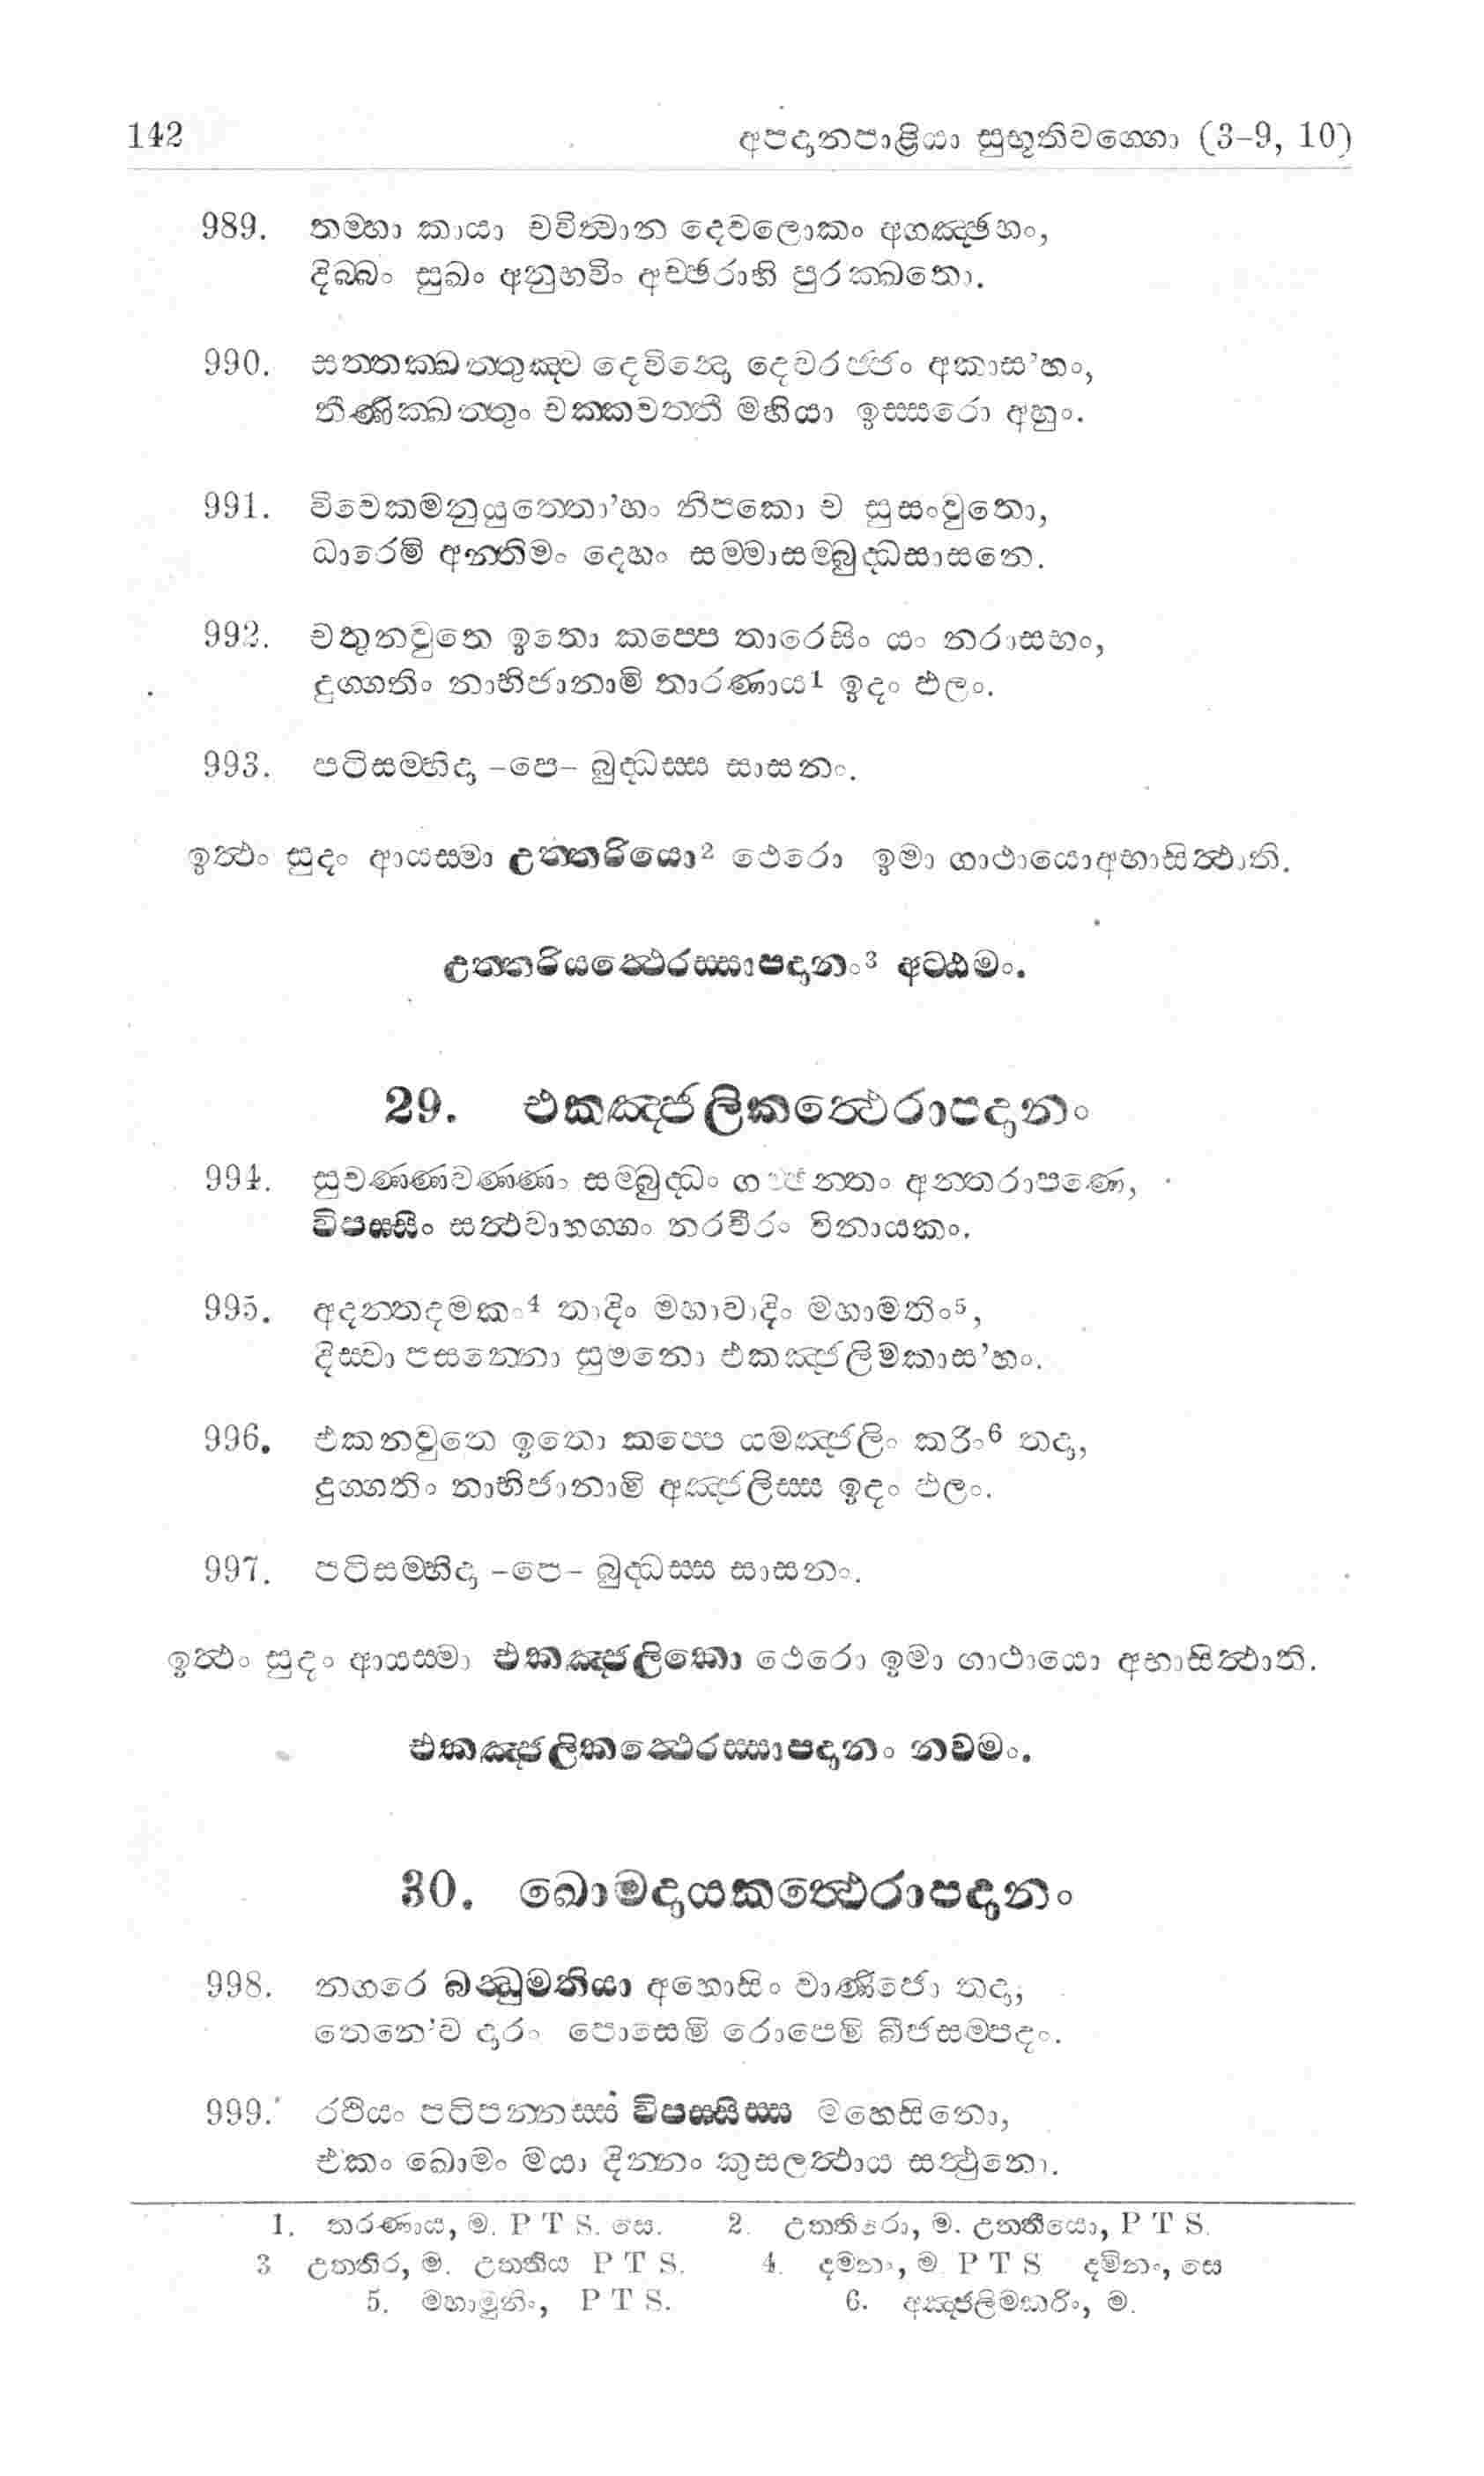 142 අපදානපාළියා සුභූතිවග්ගො (3-9, 10)
989. තම්හා කායා චවිත්වාන දෙවලොකං අගඤ්ඡහං,
දිබ්බං සුඛං අනුභවිං අච්ඡරාහි පුරක්ඛතො.
990. සත්තක්ඛත්තුඤ්ච දෙවින්දො දෙවරජ්ජං අකාස’හං,
තීණික්ඛත්තුං චක්කවත්තී මහියා ඉස්සරො අහුං.
991. විවෙකමනුයුත්තො’හං නිපකො ච සුසංවුතො,
ධාරෙමි අන්තිමං දෙහං සම්මාසම්බුද්ධසාසනෙ.
992. චතුනවුතෙ ඉතො කප්පෙ තාරෙසිං යං නරාසභං,
දුග්ගතිං නාභිජානාමි තාරණාය1 ඉදං ඵලං.
993. පටිසම්භිදා -පෙ- බුද්ධස්ස සාසනං.
ඉත්ථං සුදං ආයස්මා උත්තරියො2 ථෙරො ඉමා ගාථායොඅභාසිත්ථාති.
උත්තරියත්ථෙරස්සාපදානං3 අට්ඨමං.
29. එකඤ්ජලිකත්ථෙරාපදානං
994. සුවණ්ණවණ්ණං සම්බුද්ධං ගච්ඡන්තං අන්තරාපණෙ,
විපස්සීං සත්ථවාහග්ගං නරවීරං විනායකං.
995. අදන්තදමකං4 තාදිං මහාවාදිං මහාමතිං5,
දිස්වා පසන්නො සුමනො එකඤ්ජලිමකාස’හං.
996. එකනවුතෙ ඉතො කප්පෙ යමඤ්ජලිං කරිං6 තදා,
දුග්ගතිං නාභිජානාමි අඤ්ජලිස්ස ඉදං ඵලං.
997. පටිසම්භිදා -පෙ- බුද්ධස්ස සාසනං.
ඉත්ථං සුදං ආයස්මා එකඤ්ජලිකො ථෙරො ඉමා ගාථායො අභාසිත්ථාති.
එකඤ්ජලිකත්ථෙරස්සාපදානං නවමං.
30. ඛොමදායකත්ථෙරාපදානං
998. නගරෙ බන්ධුමතියා අහොසිං වාණිජො තදා,
තෙනෙ’ව දාරං පොසෙමි රොපෙමි බීජසම්පදං.
999. රථියං පටිපන්නස්ස විපස්සිස්ස මහෙසිනො,
එකං ඛොමං මයා දින්නං කුසලත්ථාය සත්ථුනො.
1. තරණාය, ම. P T S. සෙ. 2. උත්තිරො, ම. උත්තියො, P T S.
3 උත්තිර, ම. උත්තිය P T S. 4. දමනං, ම P T S දමිතං, සෙ
5. මහාමුනිං, P T S. 6. අඤ්ජලිමකරිං, ම.